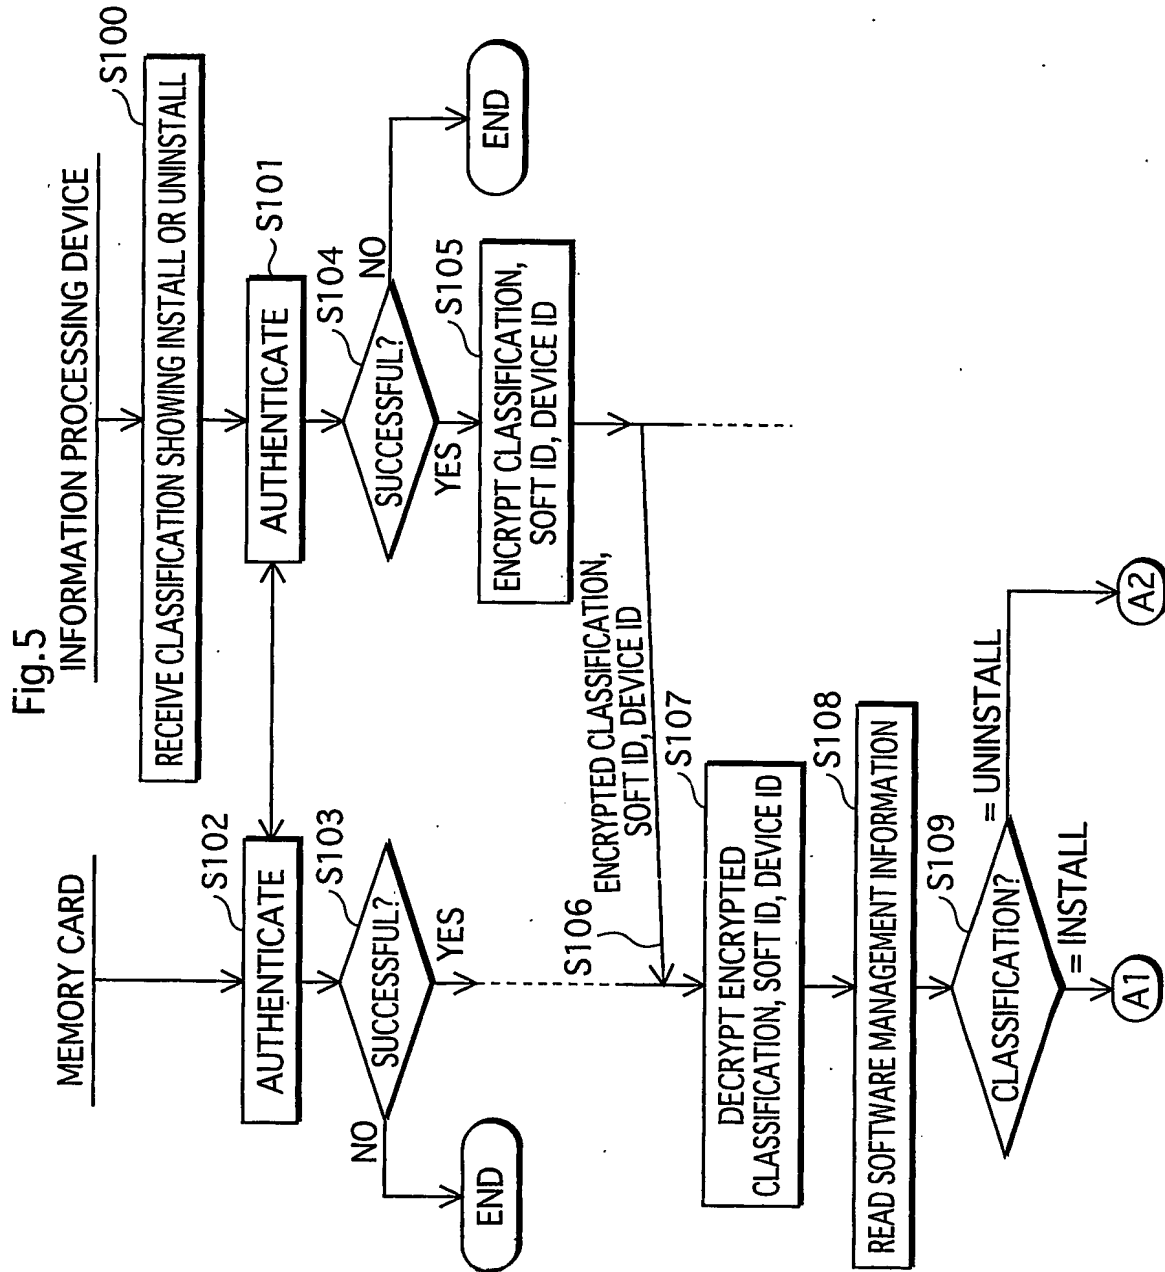 Fig.5
MEMORY CARD
INFORMATION PROCESSING DEVICE
S100
RECEIVE CLASSIFICATION SHOWING INSTALL OR UNINSTALL
S102
AUTHENTICATE
S101
AUTHENTICATE
S103
SUCCESSFUL?
NO
YES
END
S104
SUCCESSFUL?
NO
YES
END
S105
ENCRYPT CLASSIFICATION,
SOFT ID, DEVICE ID
S106
ENCRYPTED CLASSIFICATION,
SOFT ID, DEVICE ID
S107
DECRYPT ENCRYPTED
CLASSIFICATION, SOFT ID, DEVICE ID
S108
READ SOFTWARE MANAGEMENT INFORMATION
S109
CLASSIFICATION?
= UNINSTALL
= INSTALL
A1
A2